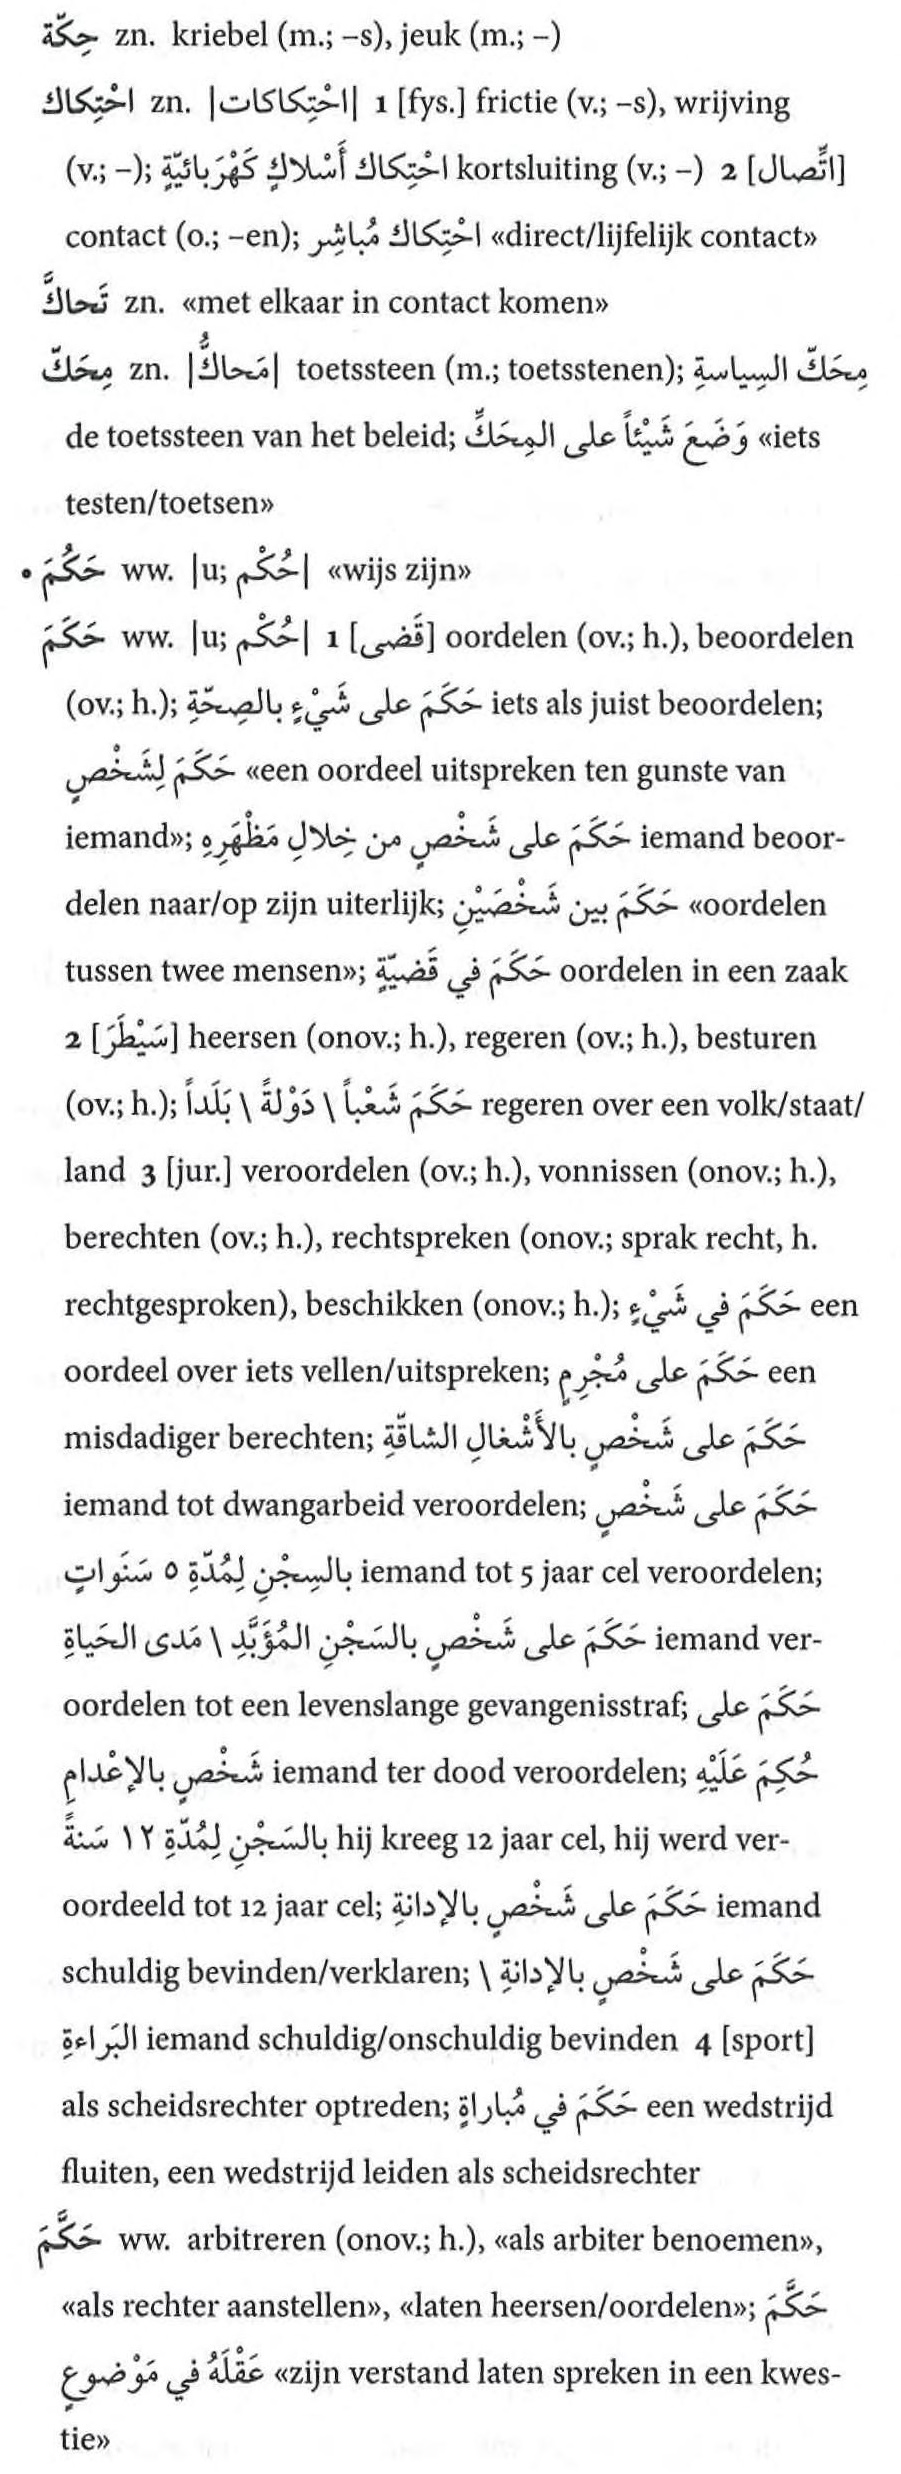 حِكّة zn. kriebel (m.; –s), jeuk (m.; –)
احْتِكاك zn. |احْتِكاكات| 1 [fys.] frictie (v.; –s), wrijving
(v.; –); احْتِكاك أَسْلاكٍ كَهْرَبائيّةٍ kortsluiting (v.; –) 2 [اتِّصال]
contact (o.; –en); احْتِكاك مُباشِر «direct/lijfelijk contact»
تَحاكَّ zn. «met elkaar in contact komen»
مِحَكّ zn. |مَحاكُّ| toetssteen (m.; toetsstenen); مِحَكّ السِياسةِ
de toetssteen van het beleid; وَضَعَ شَيْئاً على المِحَكِّ «iets
testen/toetsen»
• حَكُمَ ww. |u; حُكْم| «wijs zijn»
حَكَمَ ww. |u; حُكْم| 1 [قَضى] oordelen (ov.; h.), beoordelen
(ov.; h.); حَكَمَ على شَيْءٍ بالصِحّةِ iets als juist beoordelen;
حَكَمَ لِشَخْصٍ «een oordeel uitspreken ten gunste van
iemand»; حَكَمَ على شَخْصٍ من خِلالِ مَظْهَرِهِ iemand beoor-
delen naar/op zijn uiterlijk; حَكَمَ بين شَخْصَيْنِ «oordelen
tussen twee mensen»; حَكَمَ في قَضيّةٍ oordelen in een zaak
2 [سَيْطَرَ] heersen (onov.; h.), regeren (ov.; h.), besturen
(ov.; h.); حَكَمَ شَعْباً \ دَوْلةً \ بَلَداً regeren over een volk/staat/
land 3 [jur.] veroordelen (ov.; h.), vonnissen (onov.; h.),
berechten (ov.; h.), rechtspreken (onov.; sprak recht, h.
rechtgesproken), beschikken (onov.; h.); حَكَمَ في شَيْءٍ een
oordeel over iets vellen/uitspreken; حَكَمَ على مُجْرِمٍ een
misdadiger berechten; حَكَمَ على شَخْصٍ بالأَشْغالِ الشاقّةِ
iemand tot dwangarbeid veroordelen; حَكَمَ على شَخْصٍ
بالسِجْنِ لِمُدّةِ ٥ سَنَواتٍ iemand tot 5 jaar cel veroordelen;
حَكَمَ على شَخْصٍ بالسَجْنِ المُؤَبَّدِ \ مَدى الحَياةِ iemand ver-
oordelen tot een levenslange gevangenisstraf; حَكَمَ على
شَخْصٍ بالإعْدامِ iemand ter dood veroordelen; حُكِمَ عَلَيْهِ
بالسَجْنِ لِمُدّةِ ١٢ سَنةً hij kreeg 12 jaar cel, hij werd ver-
oordeeld tot 12 jaar cel; حَكَمَ على شَخْصٍ بالإدانةِ iemand
schuldig bevinden/verklaren; حَكَمَ على شَخْصٍ بالإدانةِ \
البَراءةِ iemand schuldig/onschuldig bevinden 4 [sport]
als scheidsrechter optreden; حَكَمَ في مُباراةٍ een wedstrijd
fluiten, een wedstrijd leiden als scheidsrechter
حَكَّمَ ww. arbitreren (onov.; h.), «als arbiter benoemen»,
«als rechter aanstellen», «laten heersen/oordelen»; حَكَّمَ
عَقْلَهُ في مَوْضوعٍ «zijn verstand laten spreken in een kwes-
tie»